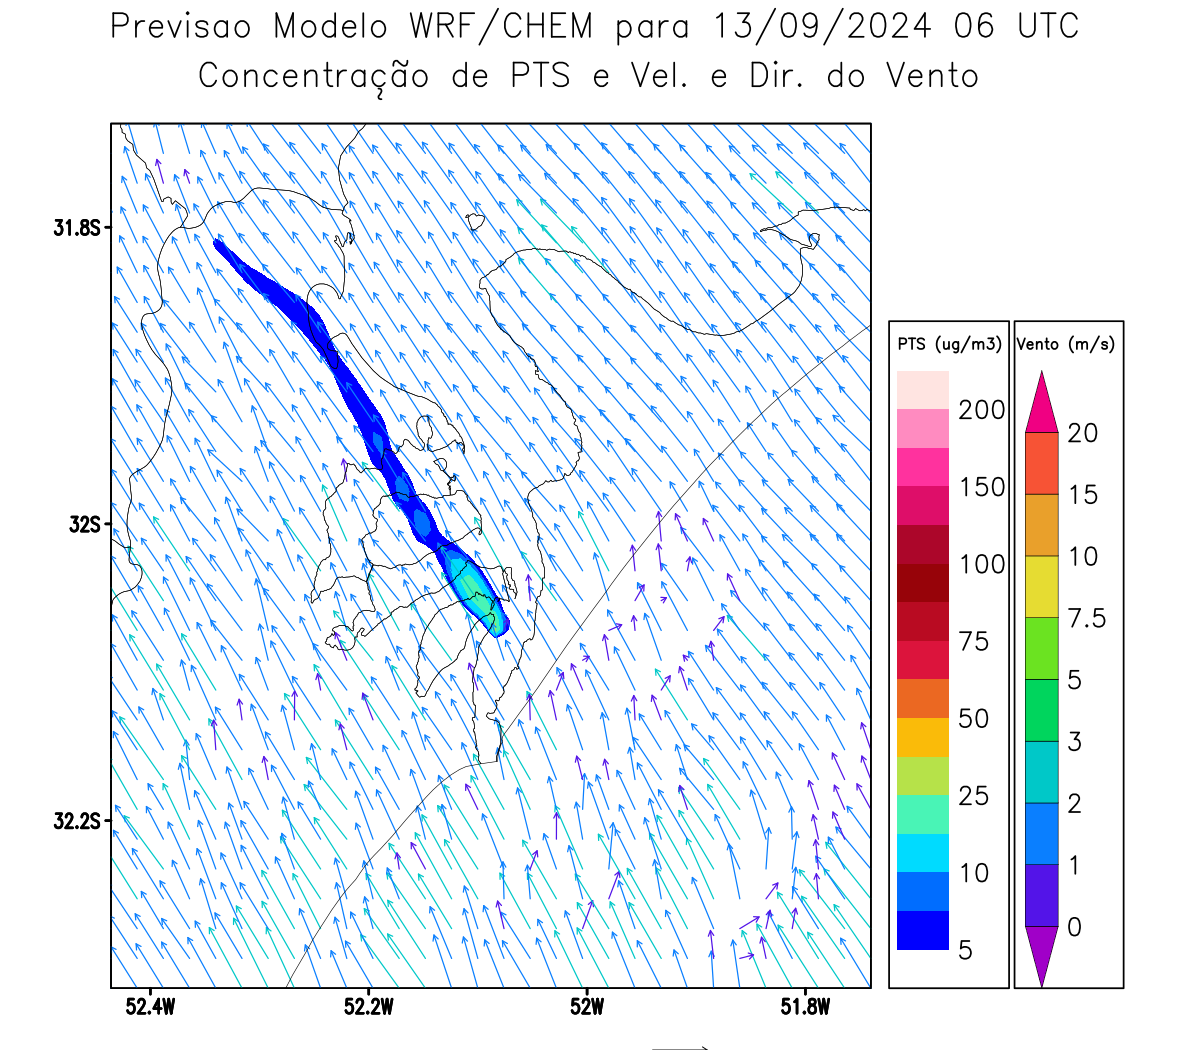 Previsao Modelo WRF/CHEM para 13/09/2024 06 UTC
Concentração de PTS e Vel. e Dir. do Vento
31.8S
32S
32.2S
52.4W
52.2W
52W
51.8W
PTS (ug/m3)
200
150
100
75
50
25
10
5
Vento (m/s)
20
15
10
7.5
5
3
2
1
0